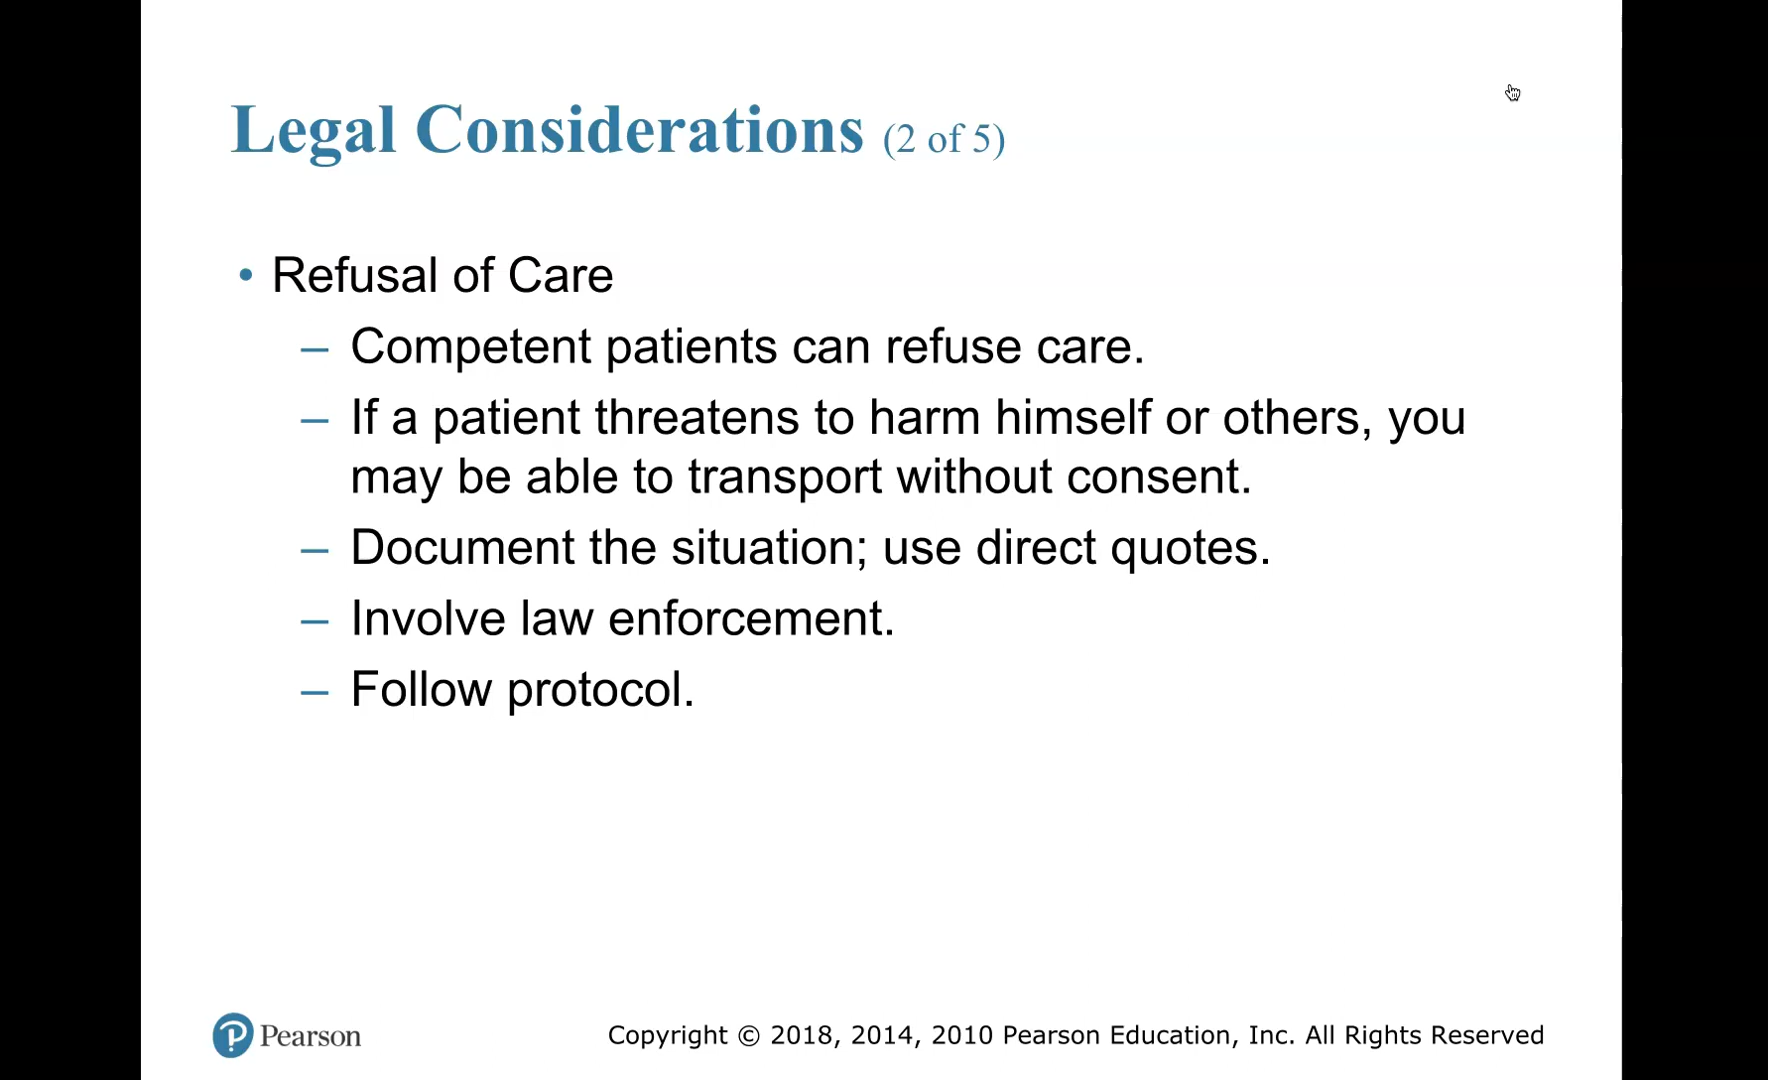 Legal Considerations (2 of 5)
• Refusal of Care
– Competent patients can refuse care.
– If a patient threatens to harm himself or others, you
may be able to transport without consent.
– Document the situation; use direct quotes.
– Involve law enforcement.
– Follow protocol.
P Pearson
Copyright © 2018, 2014, 2010 Pearson Education, Inc. All Rights Reserved